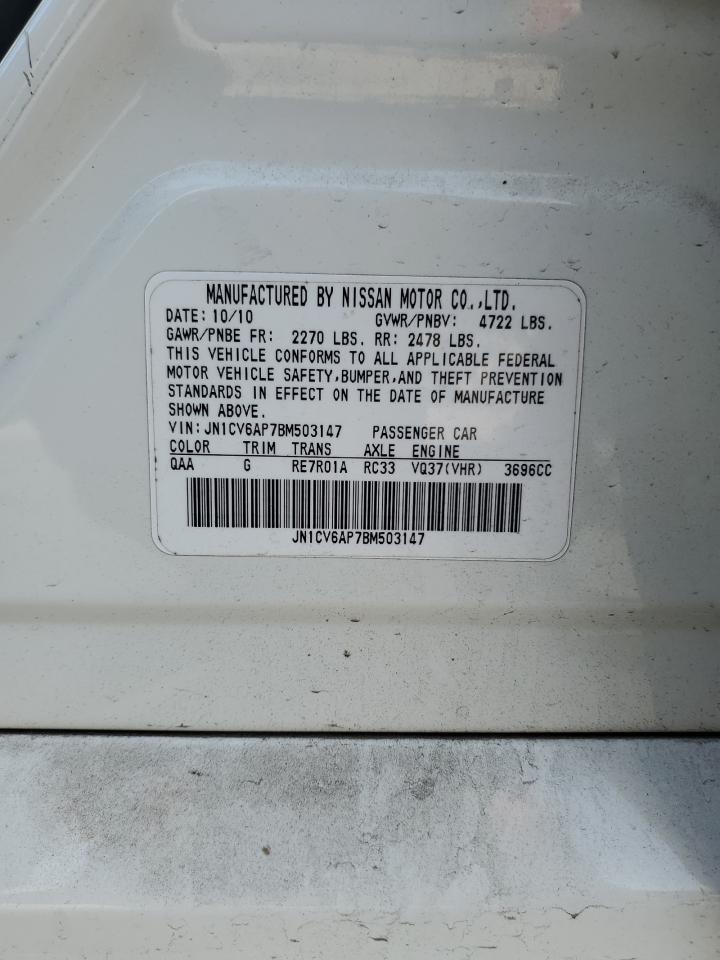 MANUFACTURED BY NISSAN MOTOR CO.,LTD.
DATE: 10/10 GVWR/PNBV: 4722 LBS.
GAWR/PNBE FR: 2270 LBS. RR: 2478 LBS.
THIS VEHICLE CONFORMS TO ALL APPLICABLE FEDERAL
MOTOR VEHICLE SAFETY,BUMPER,AND THEFT PREVENTION
STANDARDS IN EFFECT ON THE DATE OF MANUFACTURE
SHOWN ABOVE.
VIN:JN1CV6AP7BM503147 PASSENGER CAR
COLOR TRIM TRANS AXLE ENGINE
QAA G RE7R01A RC33 VQ37(VHR) 3696CC
JN1CV6AP7BM503147